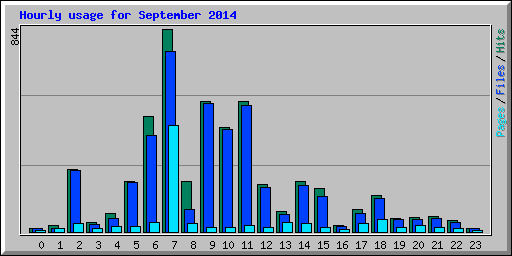 Hourly usage for September 2014
844
Pages/Files/Hits
0 1 2 3 4 5 6 7 8 9 10 11 12 13 14 15 16 17 18 19 20 21 22 23